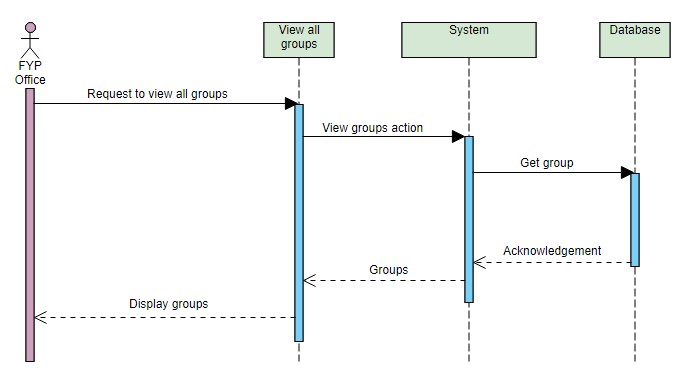 View all
groups
System
Database
FYP
Office
Request to view all groups
View groups action
Get group
Acknowledgement
Groups
Display groups